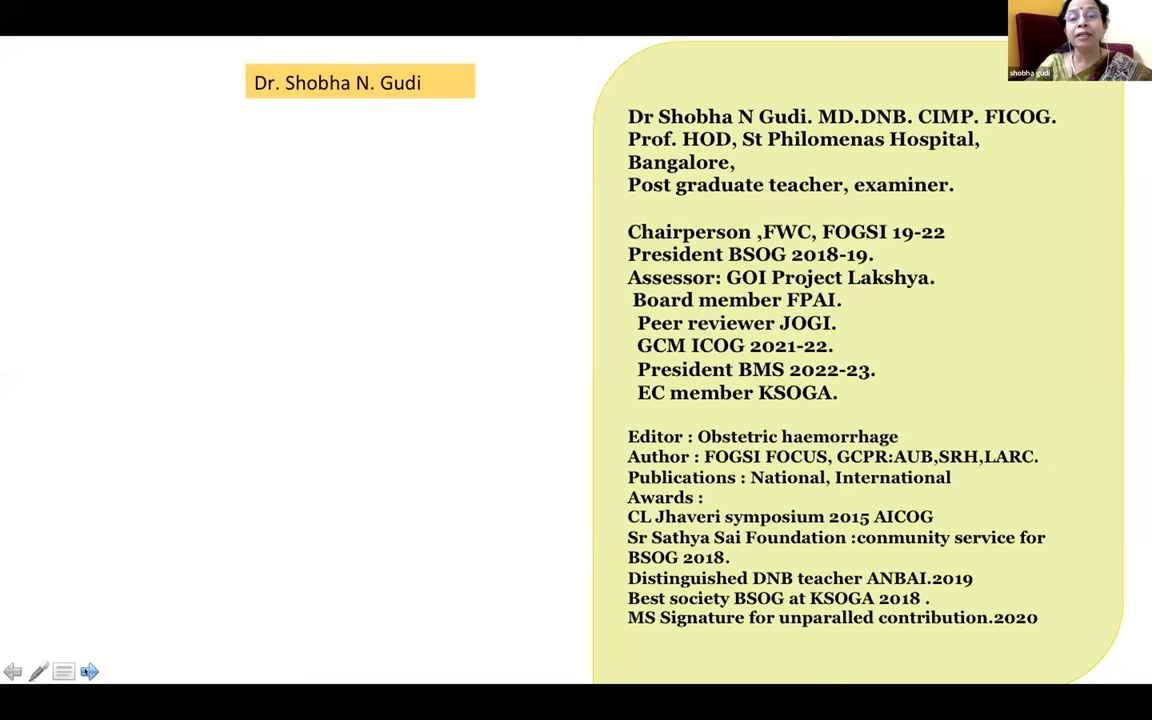 shobha gudi
Dr. Shobha N. Gudi
Dr Shobha N Gudi. MD.DNB. CIMP. FICOG.
Prof. HOD, St Philomenas Hospital,
Bangalore,
Post graduate teacher, examiner.
Chairperson ,FWC, FOGSI 19-22
President BSOG 2018-19.
Assessor: GOI Project Lakshya.
Board member FPAI.
Peer reviewer JOGI.
GCM ICOG 2021-22.
President BMS 2022-23.
EC member KSOGA.
Editor : Obstetric haemorrhage
Author : FOGSI FOCUS, GCPR:AUB,SRH,LARC.
Publications : National, International
Awards :
CL Jhaveri symposium 2015 AICOG
Sr Sathya Sai Foundation :conmunity service for
BSOG 2018.
Distinguished DNB teacher ANBAI.2019
Best society BSOG at KSOGA 2018 .
MS Signature for unparalled contribution.2020